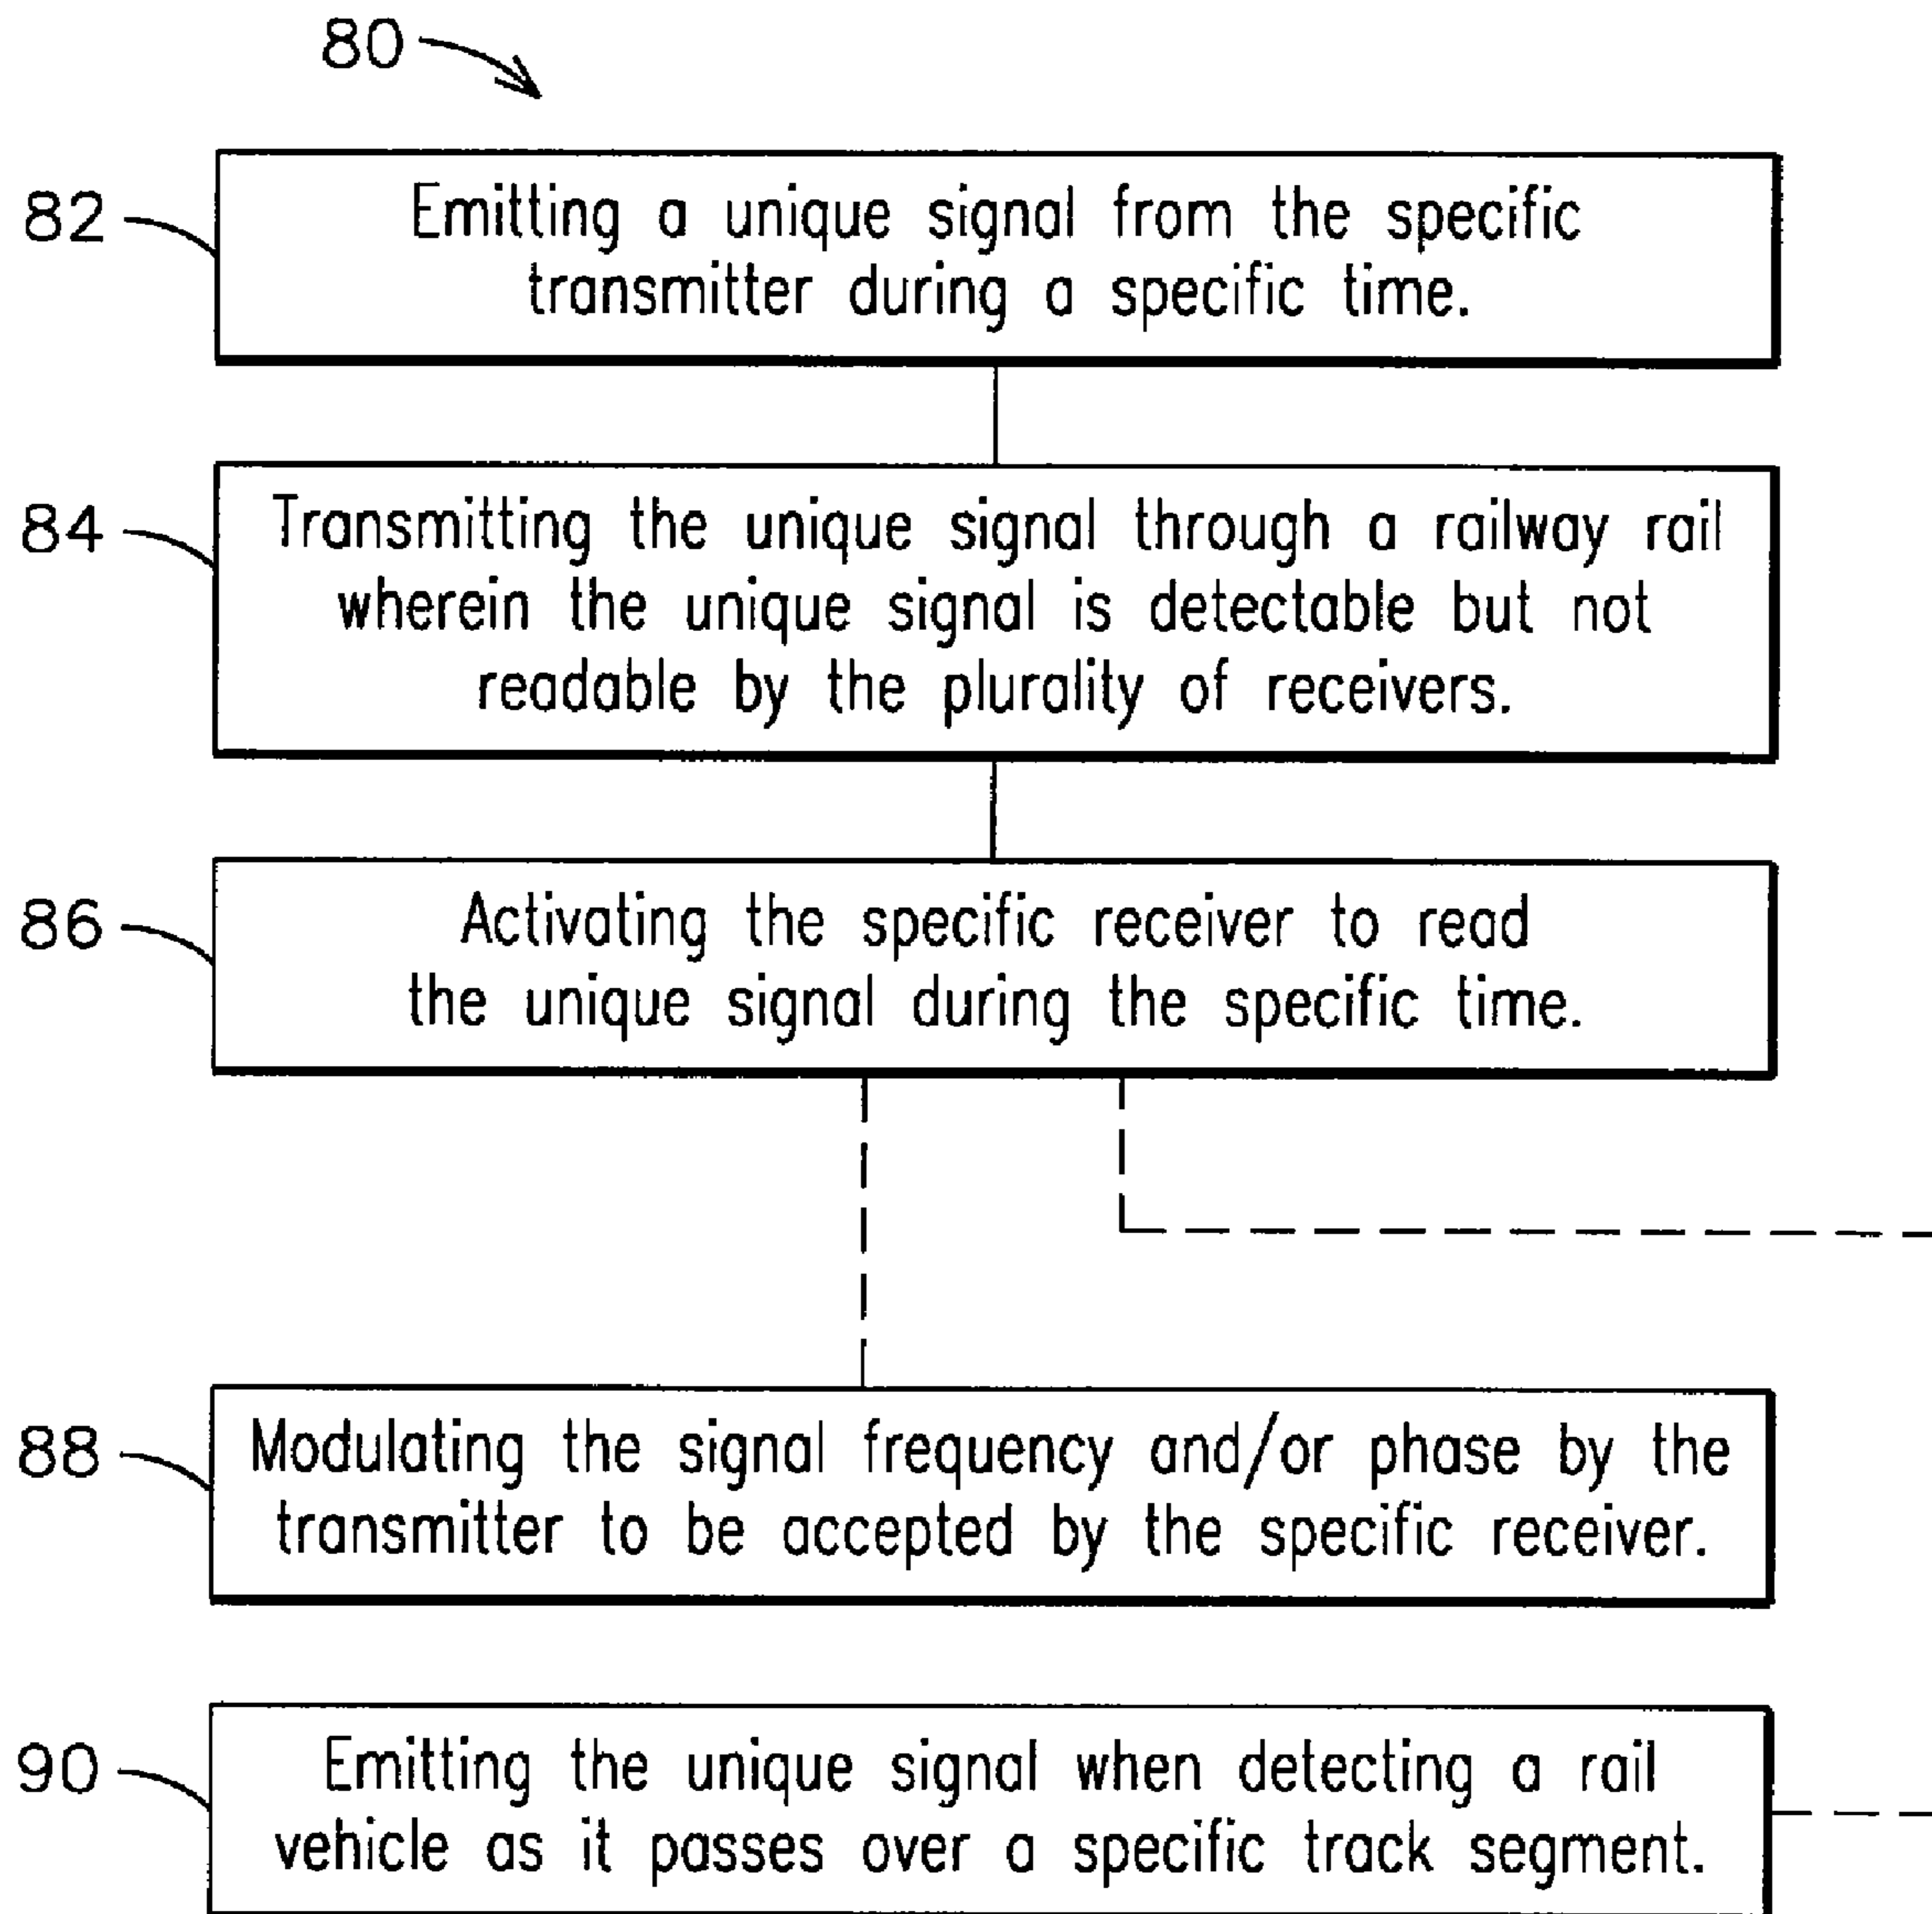 80
82
Emitting a unique signal from the specific
transmitter during a specific time.
84
Transmitting the unique signal through a railway rail
wherein the unique signal is detectable but not
readable by the plurality of receivers.
86
Activating the specific receiver to read
the unique signal during the specific time.
88
Modulating the signal frequency and/or phase by the
transmitter to be accepted by the specific receiver.
90
Emitting the unique signal when detecting a rail
vehicle as it passes over a specific track segment.